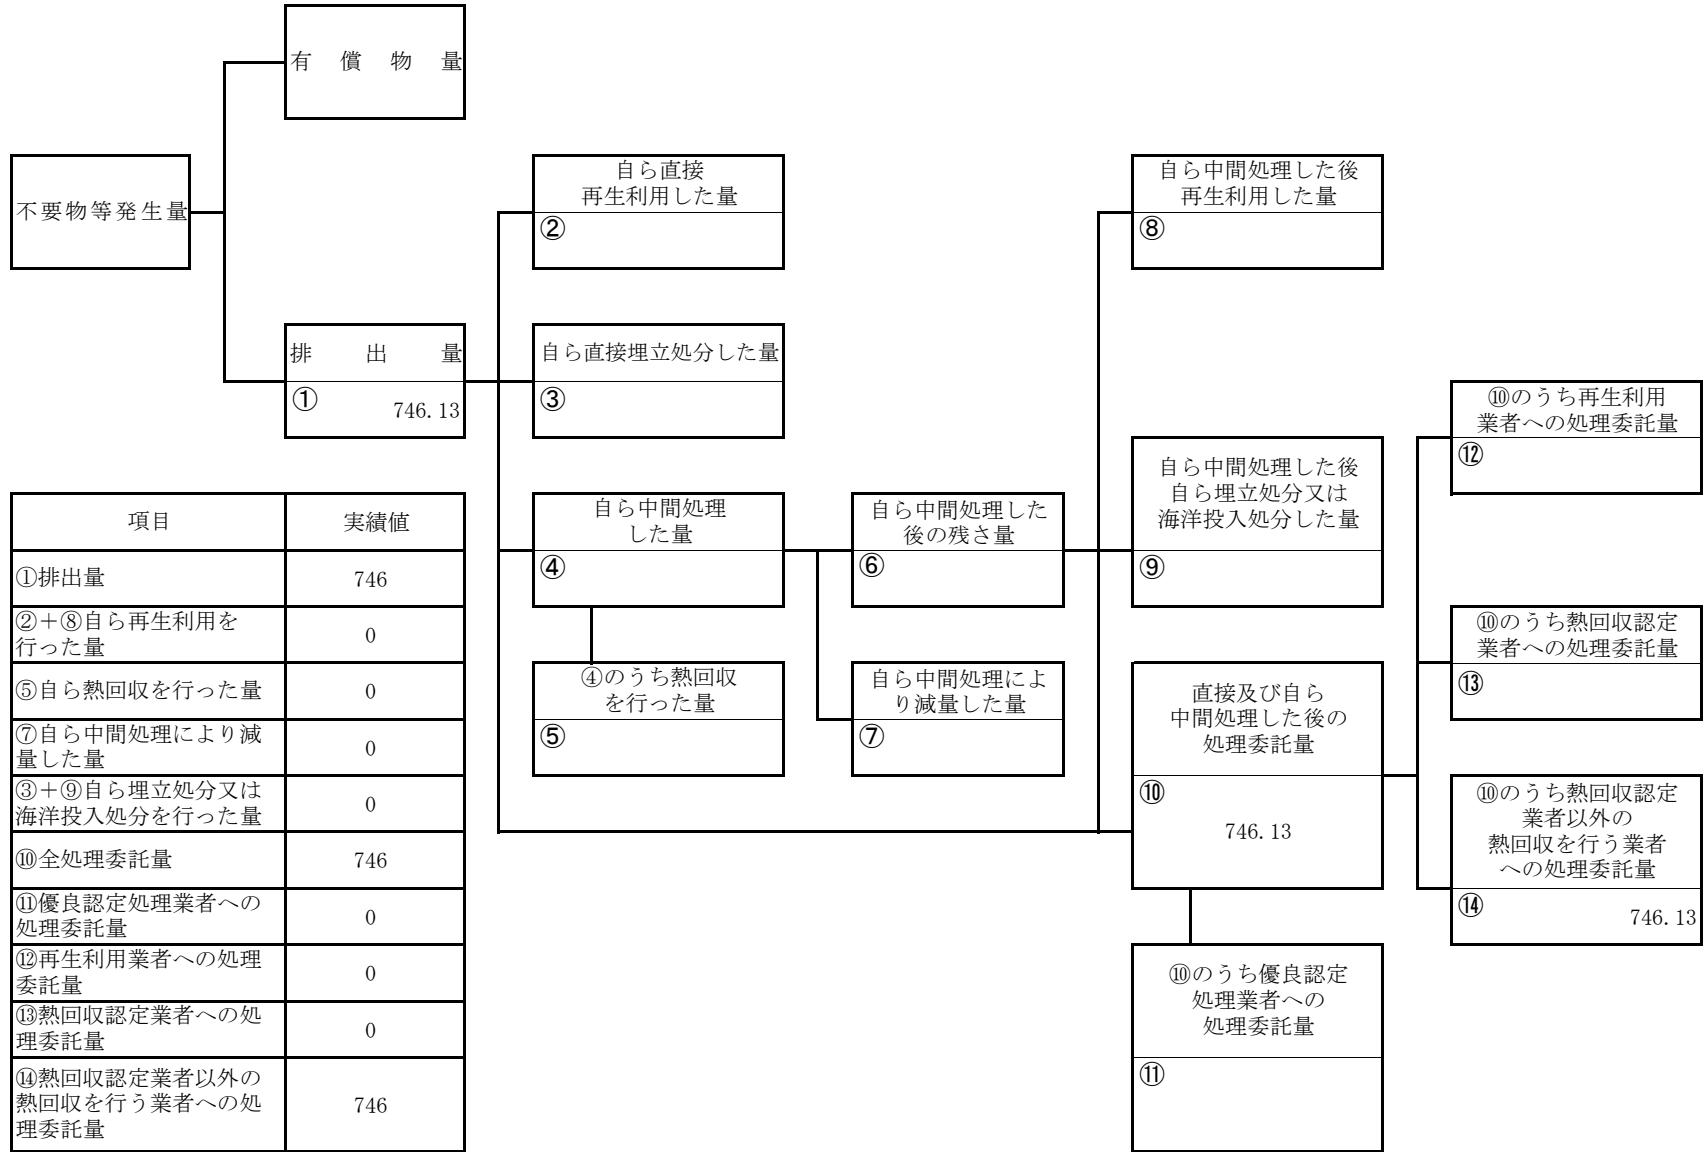 有償物量
不要物等発生量
排出量
①
746.13
自ら直接
再生利用した量
②
自ら直接埋立処分した量
③
自ら中間処理
した量
④
④のうち熱回収
を行った量
⑤
自ら中間処理した
後の残さ量
⑥
自ら中間処理によ
り減量した量
⑦
自ら中間処理した後
再生利用した量
⑧
自ら中間処理した後
自ら埋立処分又は
海洋投入処分した量
⑨
直接及び自ら
中間処理した後の
処理委託量
⑩
746.13
⑩のうち優良認定
処理業者への
処理委託量
⑪
⑩のうち再生利用
業者への処理委託量
⑫
⑩のうち熱回収認定
業者への処理委託量
⑬
⑩のうち熱回収認定
業者以外の
熱回収を行う業者
への処理委託量
⑭
746.13
項目 実績値
①排出量 746
②＋⑧自ら再生利用を
行った量 0
⑤自ら熱回収を行った量 0
⑦自ら中間処理により減
量した量 0
③＋⑨自ら埋立処分又は
海洋投入処分を行った量 0
⑩全処理委託量 746
⑪優良認定処理業者への
処理委託量 0
⑫再生利用業者への処理
委託量 0
⑬熱回収認定業者への処
理委託量 0
⑭熱回収認定業者以外の
熱回収を行う業者への処
理委託量 746